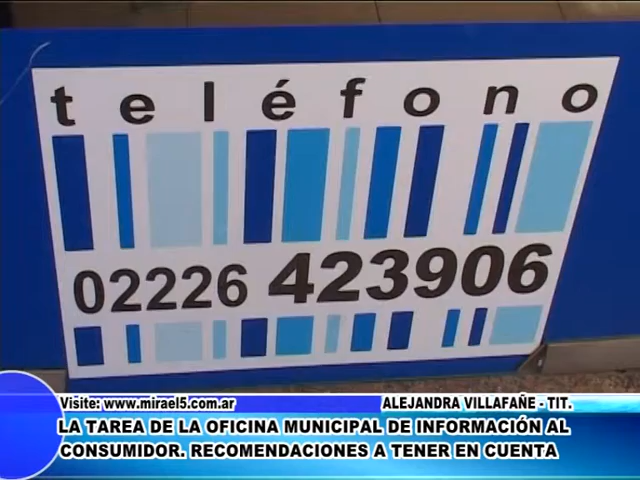 teléfono
02226 423906
Visite: www.mirael5.com.ar
ALEJANDRA VILLAFAÑE - TIT.
LA TAREA DE LA OFICINA MUNICIPAL DE INFORMACIÓN AL
CONSUMIDOR. RECOMENDACIONES A TENER EN CUENTA